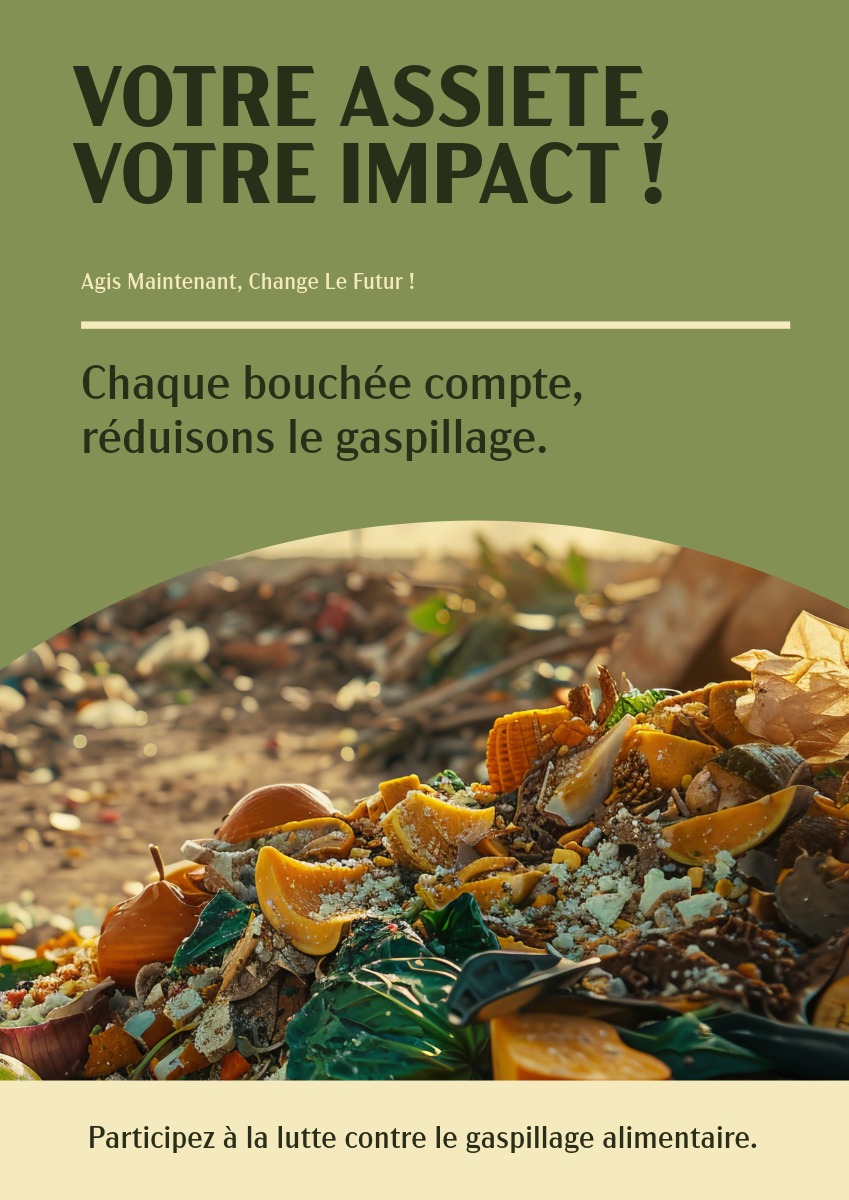 VOTRE ASSIETE,
VOTRE IMPACT !
Agis Maintenant, Change Le Futur !
Chaque bouchée compte,
réduisons le gaspillage.
Participez à la lutte contre le gaspillage alimentaire.